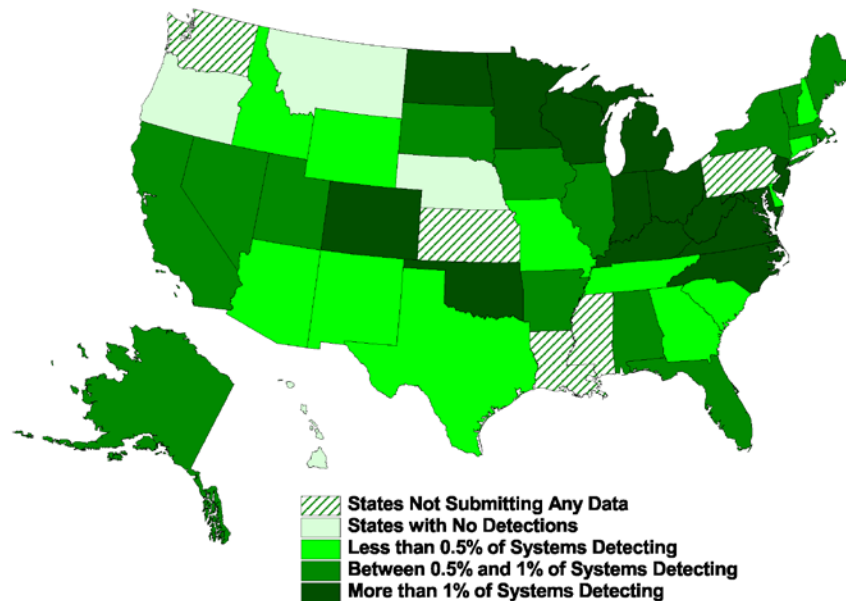 States Not Submitting Any Data
States with No Detections
Less than 0.5% of Systems Detecting
Between 0.5% and 1% of Systems Detecting
More than 1% of Systems Detecting